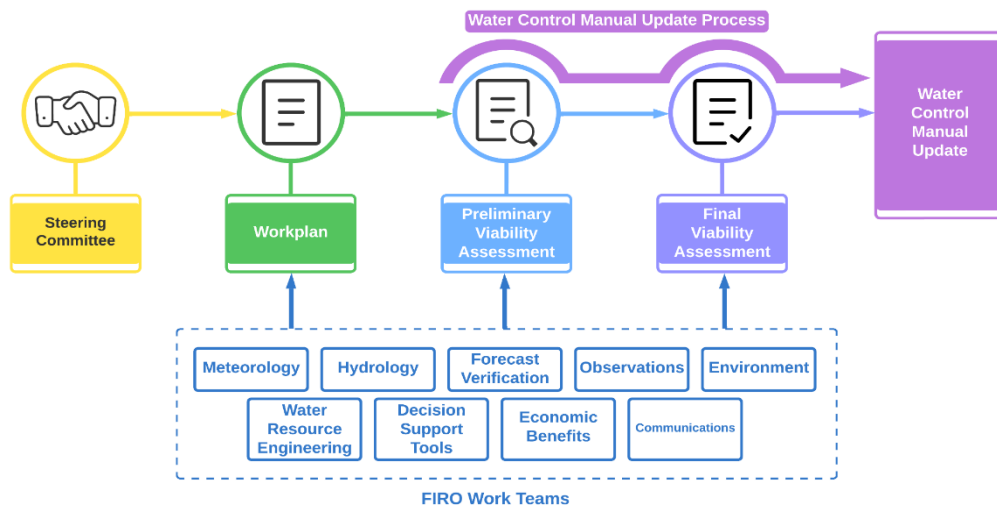 Water Control Manual Update Process
Water
Control
Manual
Update
Steering
Committee
Workplan
Preliminary
Viability
Assessment
Final
Viability
Assessment
Meteorology
Hydrology
Forecast
Verification
Observations
Environment
Water
Resource
Engineering
Decision
Support
Tools
Economic
Benefits
Communications
FIRO Work Teams